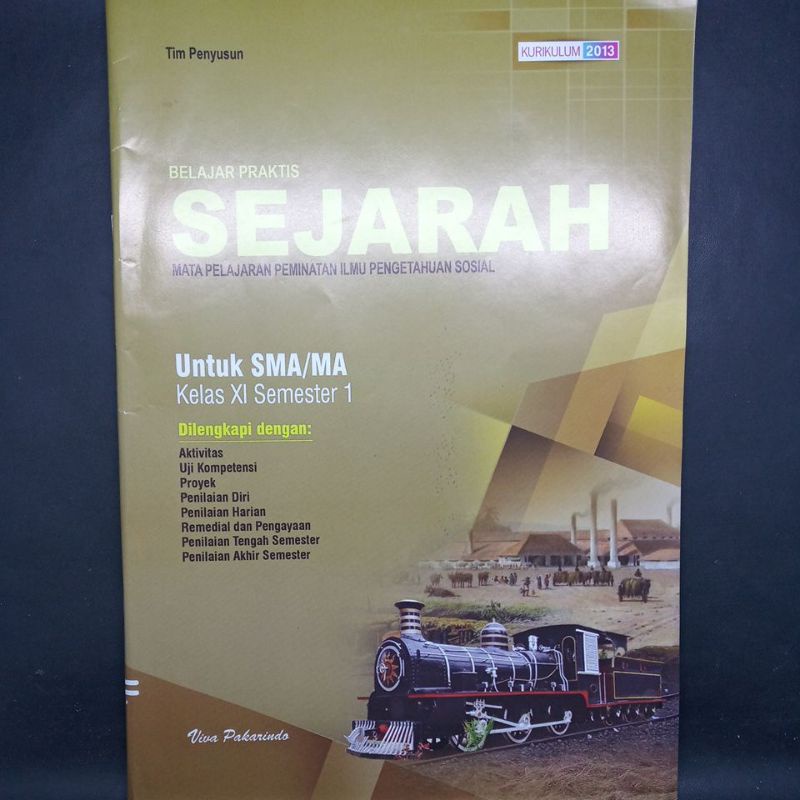 Tim Penyusun
KURIKULUM 2013
BELAJAR PRAKTIS
SEJARAH
MATA PELAJARAN PEMINATAN ILMU PENGETAHUAN SOSIAL
Untuk SMA/MA
Kelas XI Semester 1
Dilengkapi dengan:
Aktivitas
Uji Kompetensi
Proyek
Penilaian Diri
Penilaian Harian
Remedial dan Pengayaan
Penilaian Tengah Semester
Penilaian Akhir Semester
Viva Pakarindo